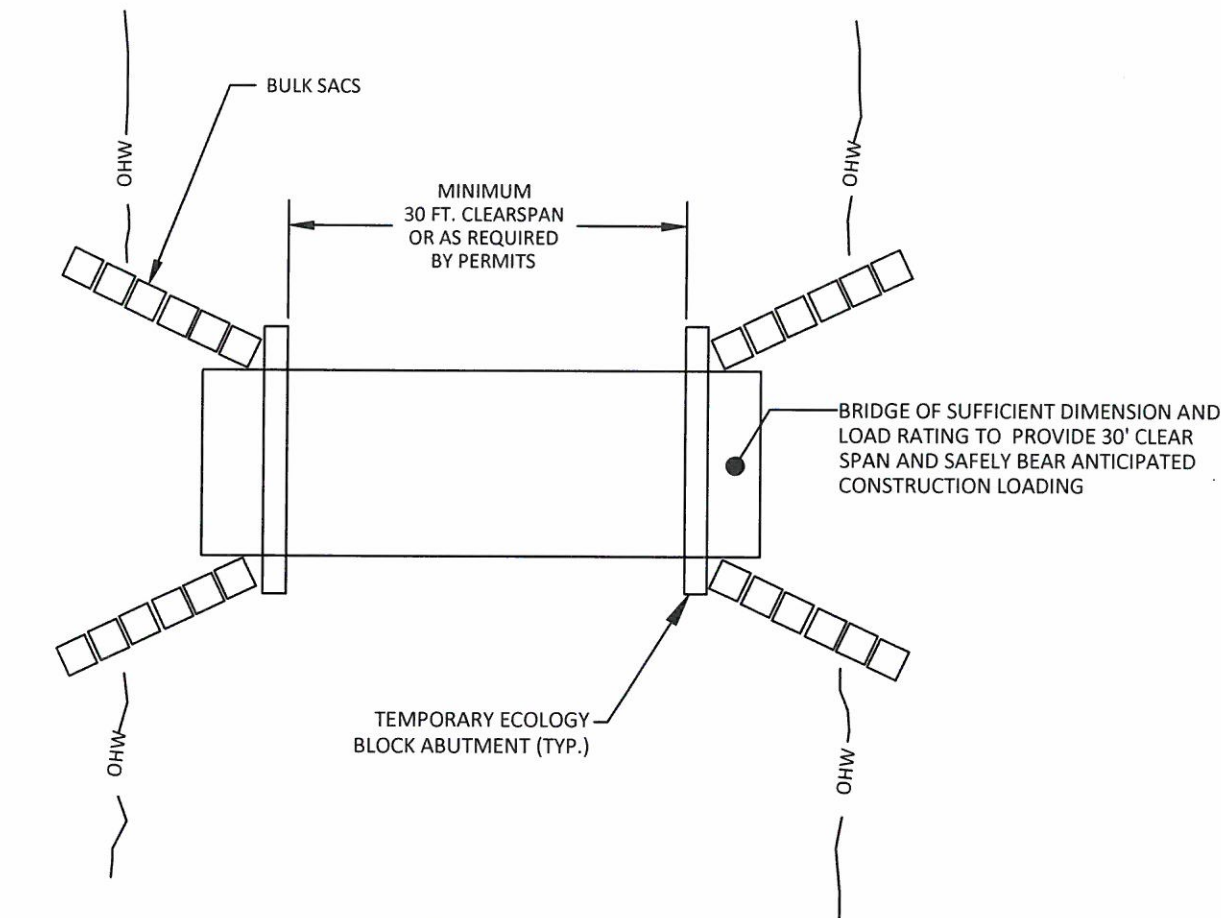 BULK SACS
OHW
OHW
MINIMUM
30 FT. CLEARSPAN
OR AS REQUIRED
BY PERMITS
BRIDGE OF SUFFICIENT DIMENSION AND
LOAD RATING TO PROVIDE 30' CLEAR
SPAN AND SAFELY BEAR ANTICIPATED
CONSTRUCTION LOADING
TEMPORARY ECOLOGY
BLOCK ABUTMENT (TYP.)
OHW
OHW